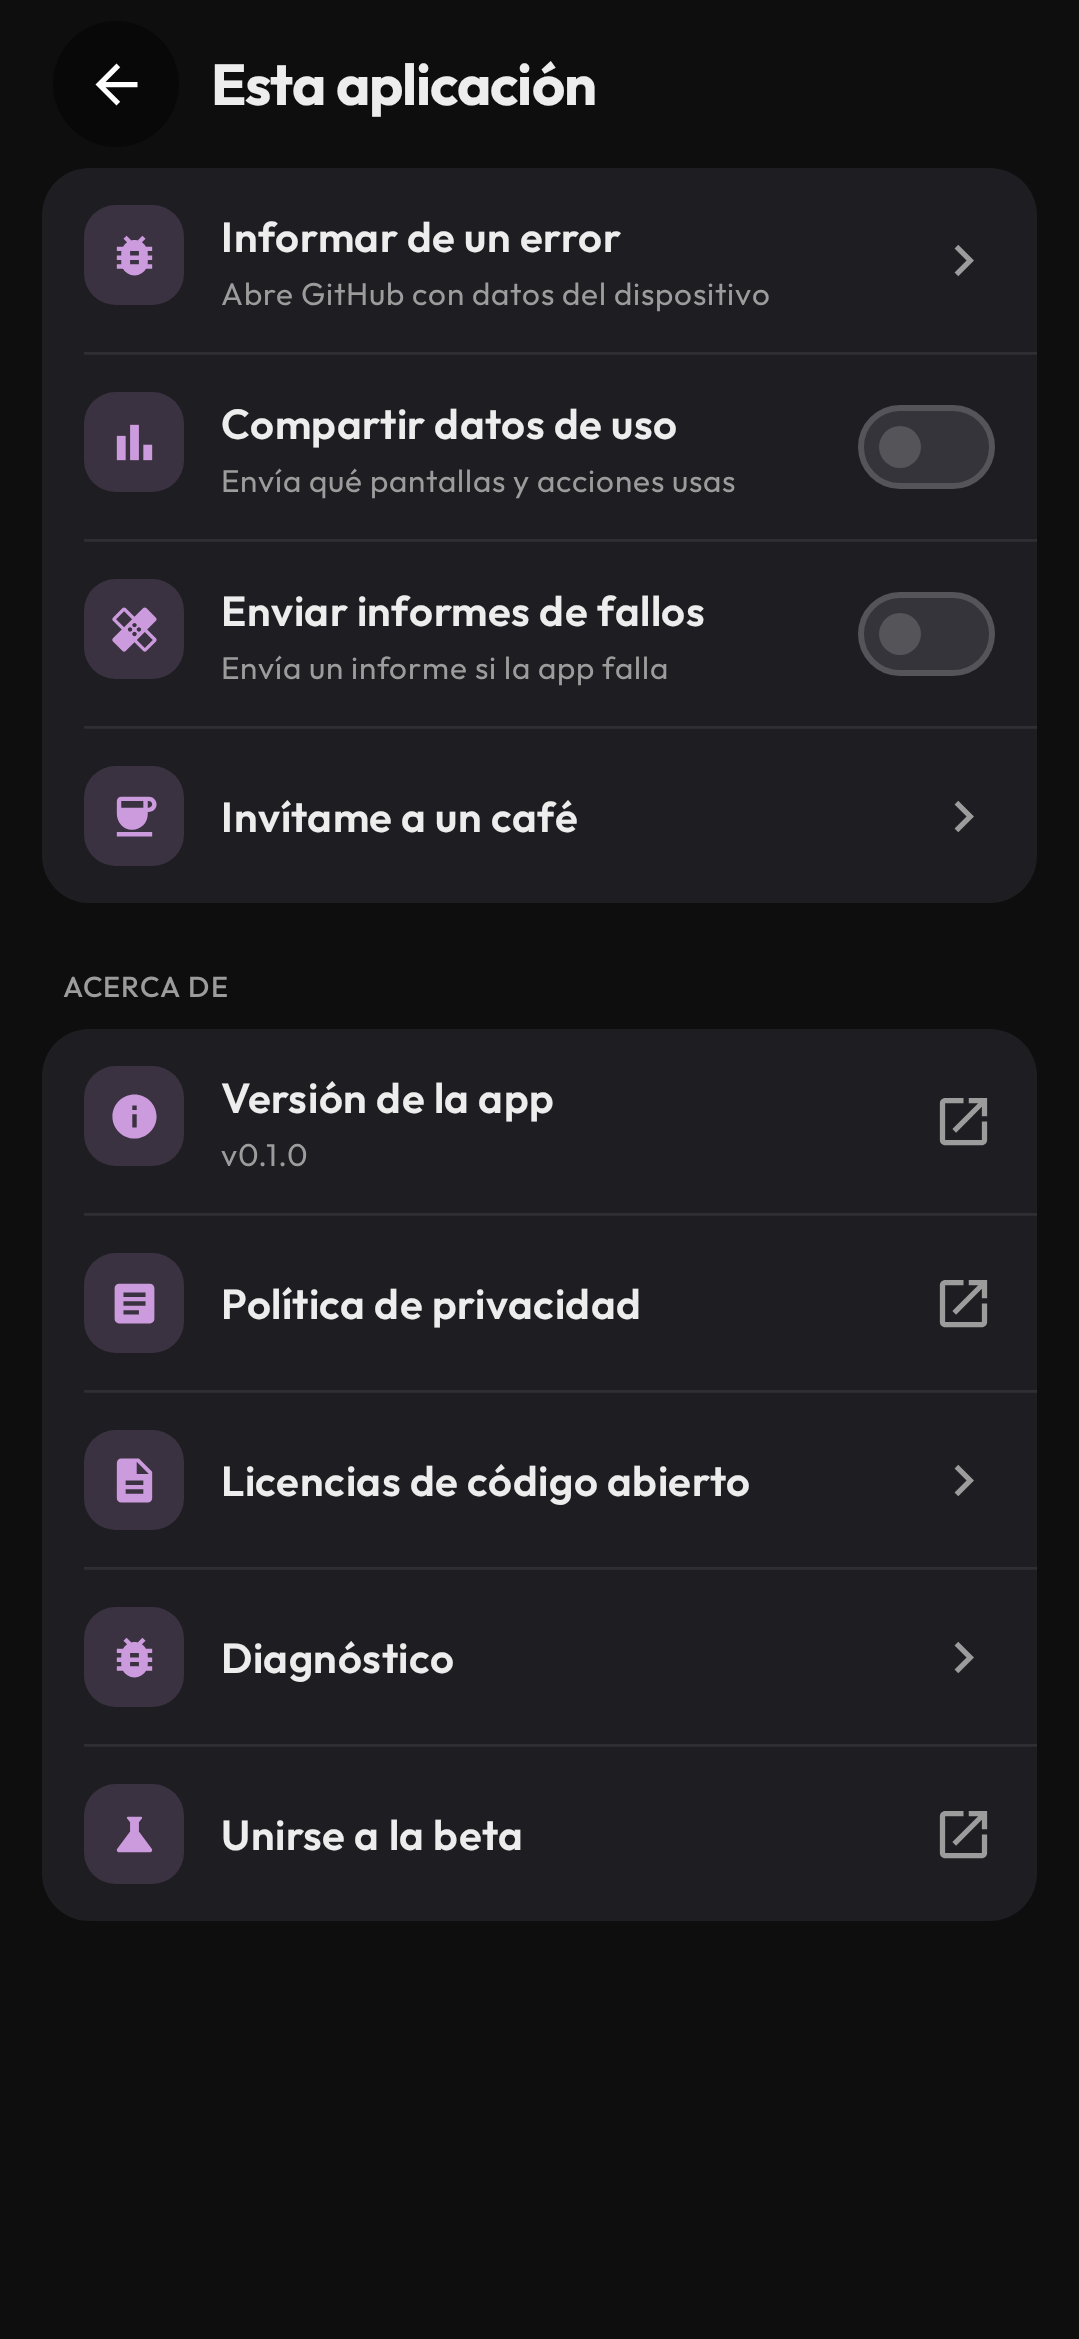 Esta aplicación
Informar de un error
Abre GitHub con datos del dispositivo
Compartir datos de uso
Envía qué pantallas y acciones usas
Enviar informes de fallos
Envía un informe si la app falla
Invítame a un café
ACERCA DE
Versión de la app
v0.1.0
Política de privacidad
Licencias de código abierto
Diagnóstico
Unirse a la beta